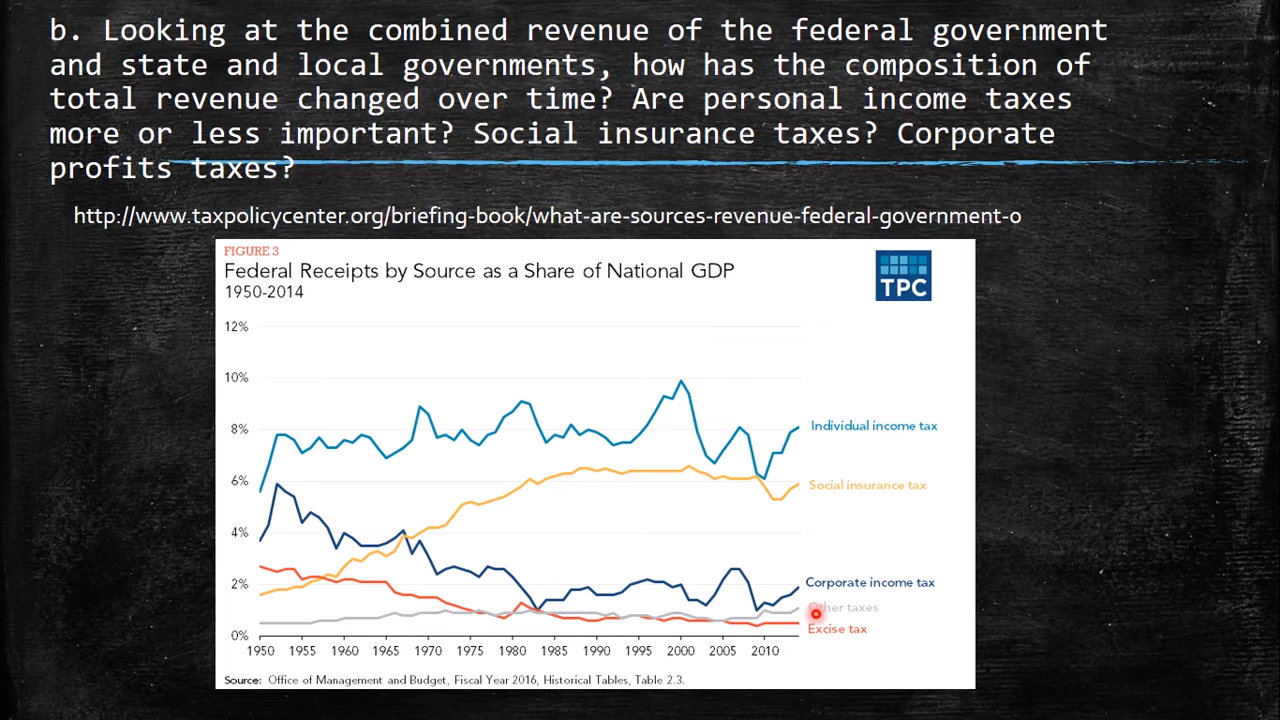 b. Looking at the combined revenue of the federal government
and state and local governments, how has the composition of
total revenue changed over time? Are personal income taxes
more or less important? Social insurance taxes? Corporate
profits taxes?
http://www.taxpolicycenter.org/briefing-book/what-are-sources-revenue-federal-government-o
FIGURE 3
Federal Receipts by Source as a Share of National GDP
1950-2014
TPC
12%
10%
8%
6%
4%
2%
0%
Individual income tax
Social insurance tax
Corporate income tax
Other taxes
Excise tax
1950 1955 1960 1965 1970 1975 1980 1985 1990 1995 2000 2005 2010
Source: Office of Management and Budget, Fiscal Year 2016, Historical Tables, Table 2.3.